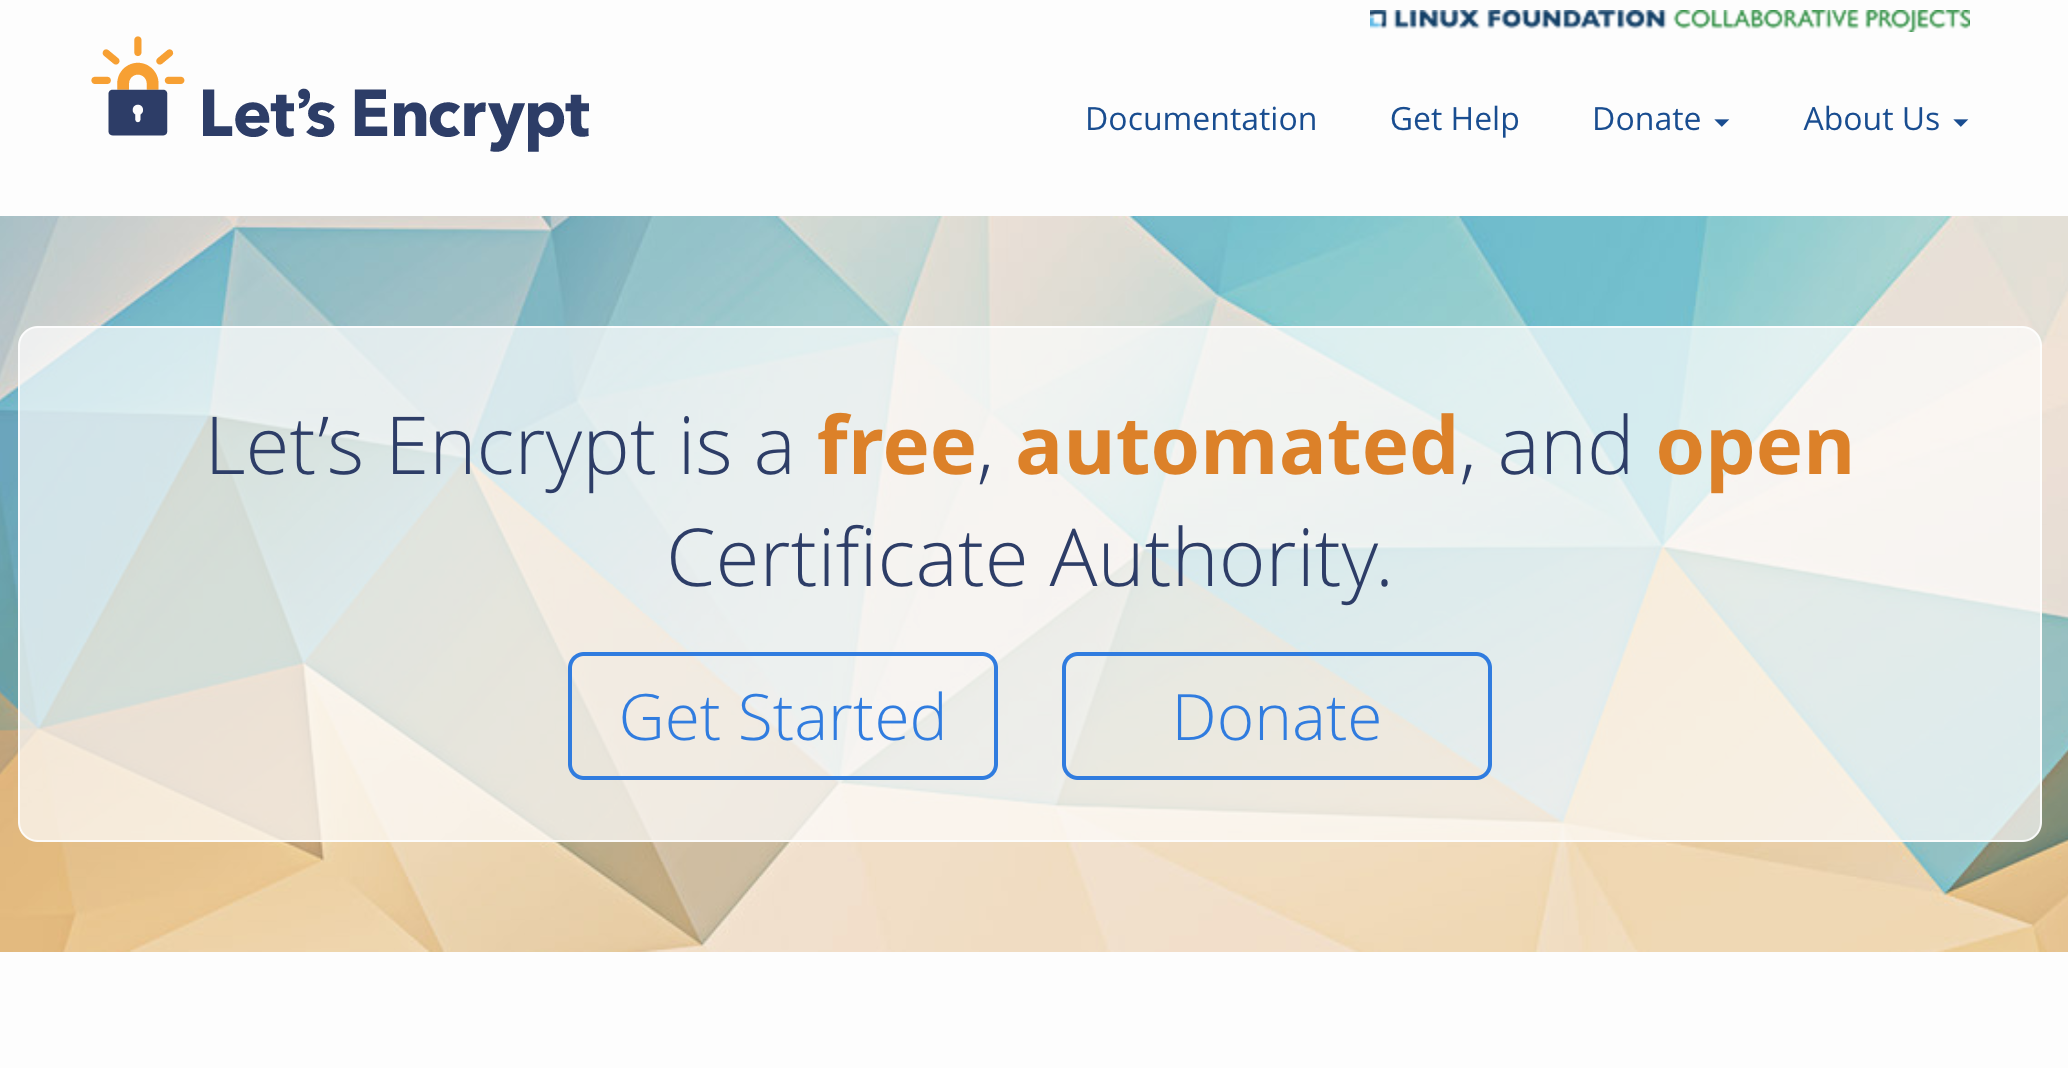 LINUX FOUNDATION COLLABORATIVE PROJECTS
Let's Encrypt
Documentation
Get Help
Donate
About Us
Let’s Encrypt is a free, automated, and open
Certificate Authority.
Get Started
Donate